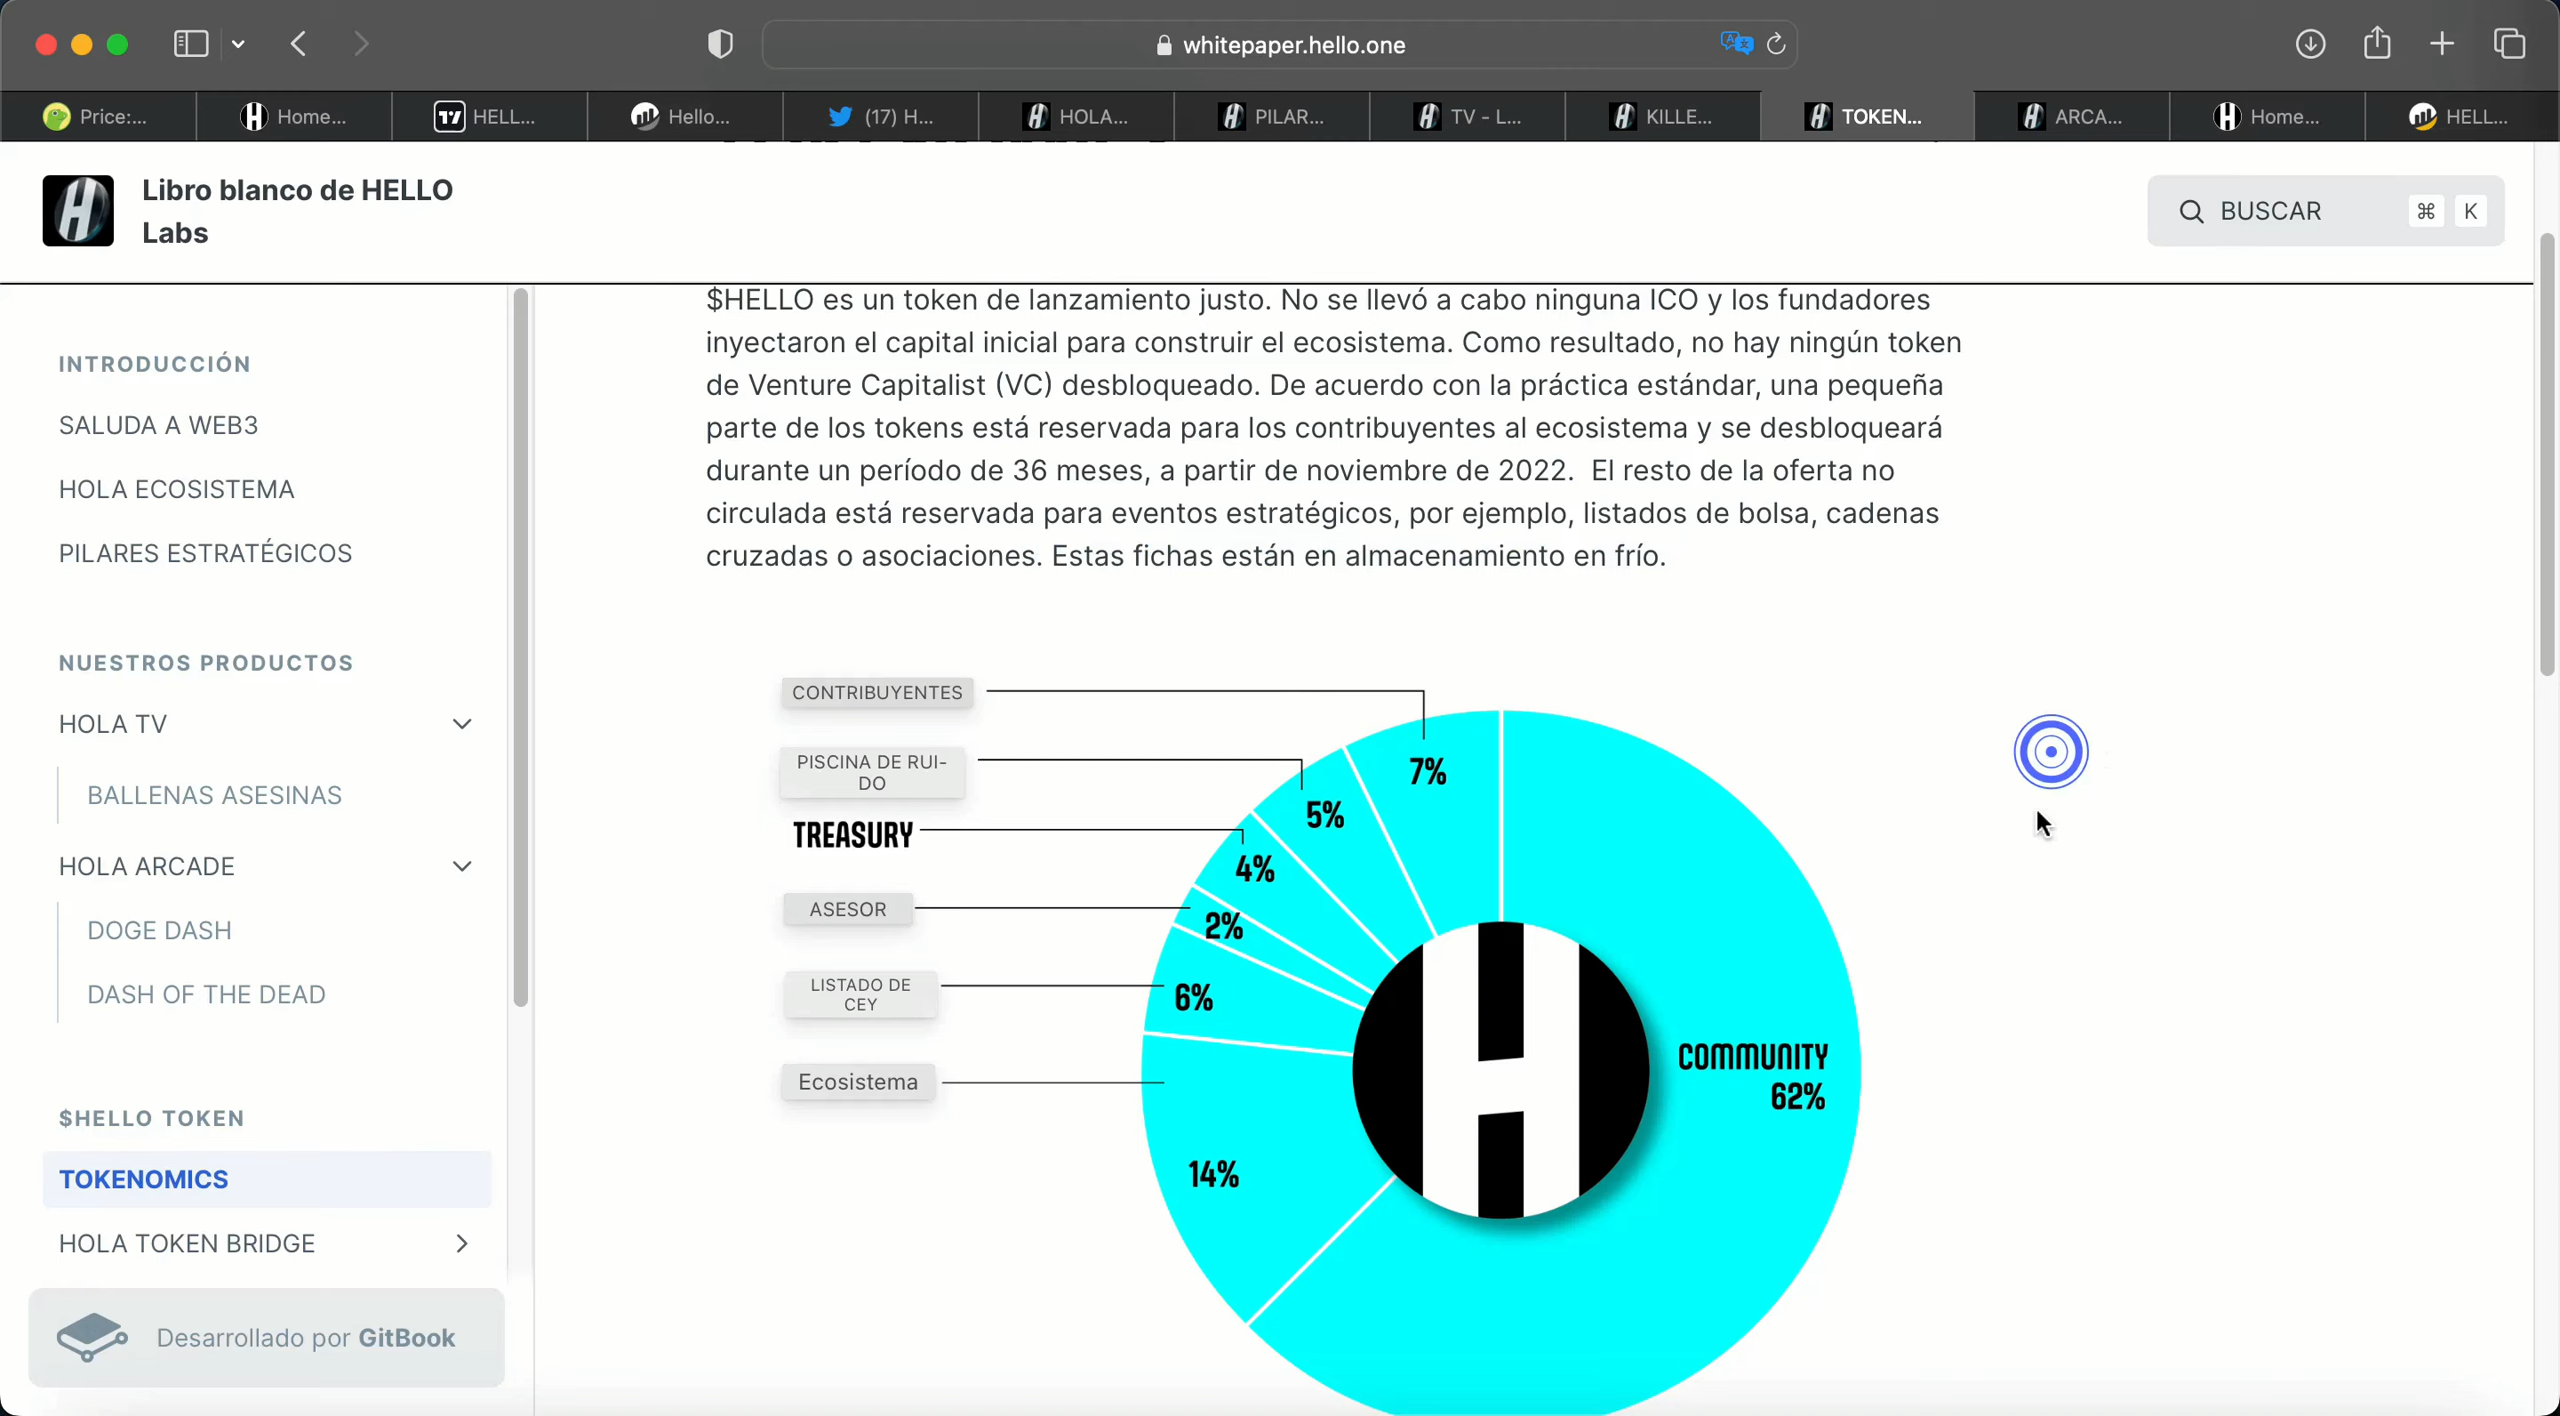 whitepaper.hello.one
Price:...
Home...
HELL...
Hello...
(17) H...
HOLA...
PILAR...
TV - L...
KILLE...
TOKEN...
ARCA...
Home...
HELL...
Libro blanco de HELLO
Labs
BUSCAR
⌘
K
INTRODUCCIÓN
SALUDA A WEB3
HOLA ECOSISTEMA
PILARES ESTRATÉGICOS
NUESTROS PRODUCTOS
HOLA TV
BALLENAS ASESINAS
HOLA ARCADE
DOGE DASH
DASH OF THE DEAD
$HELLO TOKEN
TOKENOMICS
HOLA TOKEN BRIDGE
Desarrollado por GitBook
$HELLO es un token de lanzamiento justo. No se llevó a cabo ninguna ICO y los fundadores
inyectaron el capital inicial para construir el ecosistema. Como resultado, no hay ningún token
de Venture Capitalist (VC) desbloqueado. De acuerdo con la práctica estándar, una pequeña
parte de los tokens está reservada para los contribuyentes al ecosistema y se desbloqueará
durante un período de 36 meses, a partir de noviembre de 2022. El resto de la oferta no
circulada está reservada para eventos estratégicos, por ejemplo, listados de bolsa, cadenas
cruzadas o asociaciones. Estas fichas están en almacenamiento en frío.
CONTRIBUYENTES
7%
PISCINA DE RUI-
DO
5%
TREASURY
4%
ASESOR
2%
LISTADO DE
CEY
6%
Ecosistema
14%
COMMUNITY
62%
H